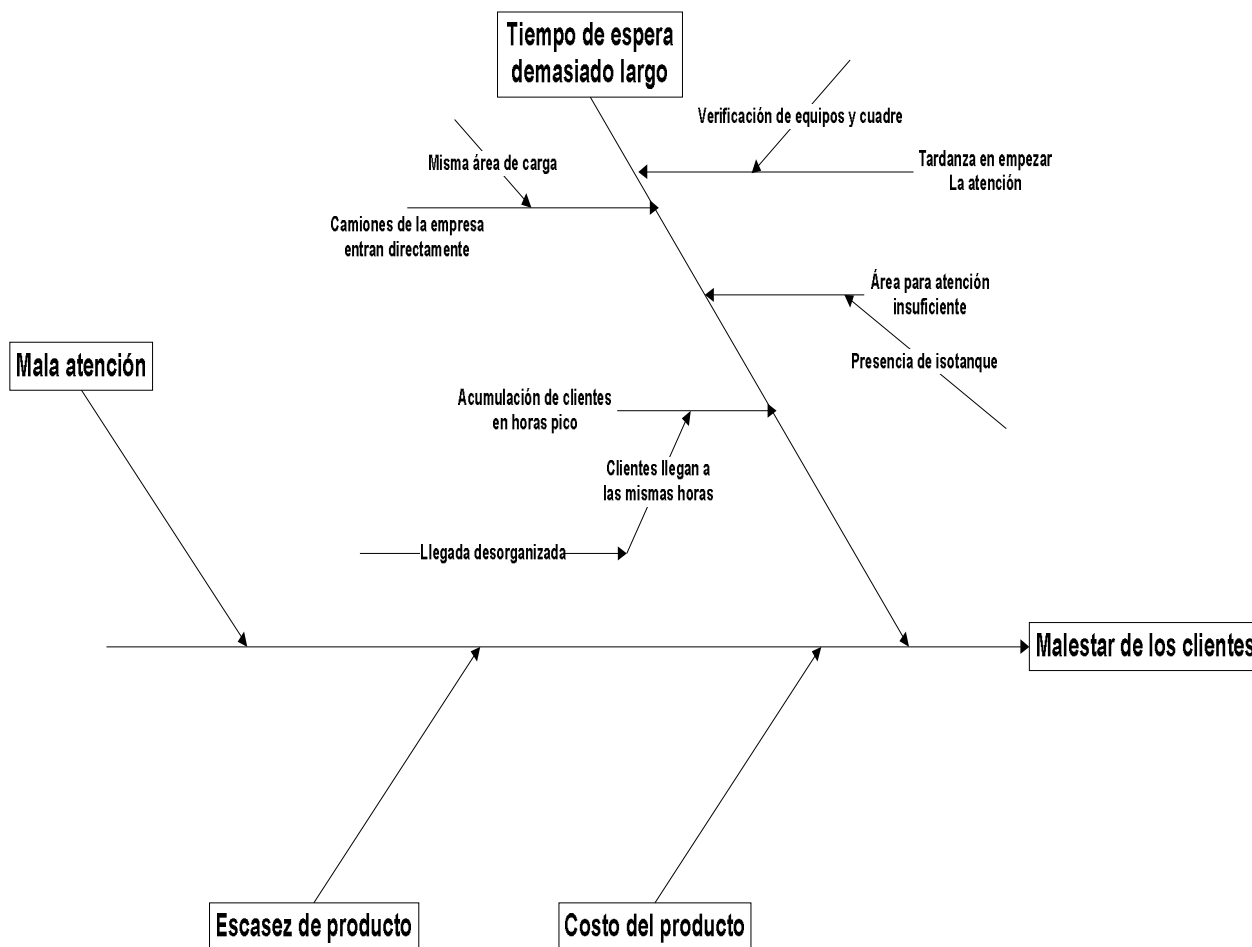 Tiempo de espera
demasiado largo
Verificación de equipos y cuadre
Misma área de carga
Tardanza en empezar
La atención
Camiones de la empresa
entran directamente
Área para atención
insuficiente
Mala atención
Presencia de isotanque
Acumulación de clientes
en horas pico
Clientes llegan a
las mismas horas
Llegada desorganizada
Malestar de los clientes
Escasez de producto
Costo del producto